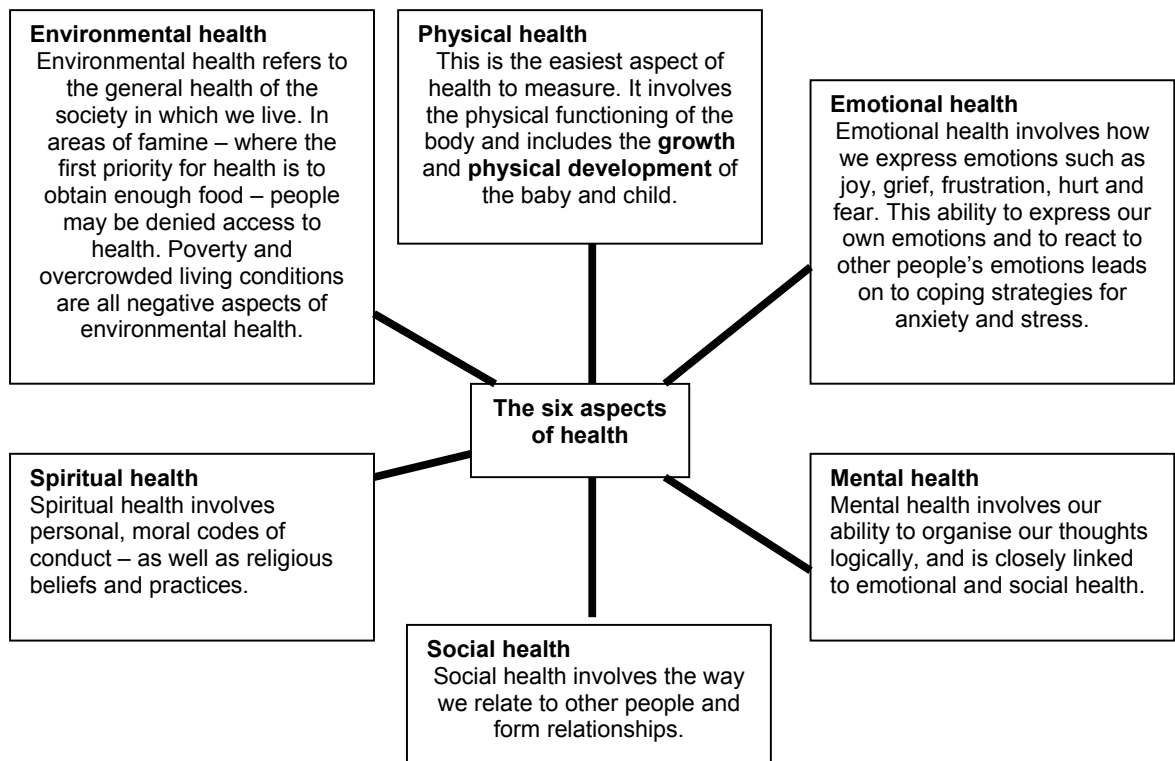 Environmental health
Environmental health refers to
the general health of the
society in which we live. In
areas of famine – where the
first priority for health is to
obtain enough food – people
may be denied access to
health. Poverty and
overcrowded living conditions
are all negative aspects of
environmental health.
Physical health
This is the easiest aspect of
health to measure. It involves
the physical functioning of the
body and includes the growth
and physical development of
the baby and child.
Emotional health
Emotional health involves how
we express emotions such as
joy, grief, frustration, hurt and
fear. This ability to express our
own emotions and to react to
other people’s emotions leads
on to coping strategies for
anxiety and stress.
The six aspects
of health
Spiritual health
Spiritual health involves
personal, moral codes of
conduct – as well as religious
beliefs and practices.
Mental health
Mental health involves our
ability to organise our thoughts
logically, and is closely linked
to emotional and social health.
Social health
Social health involves the way
we relate to other people and
form relationships.